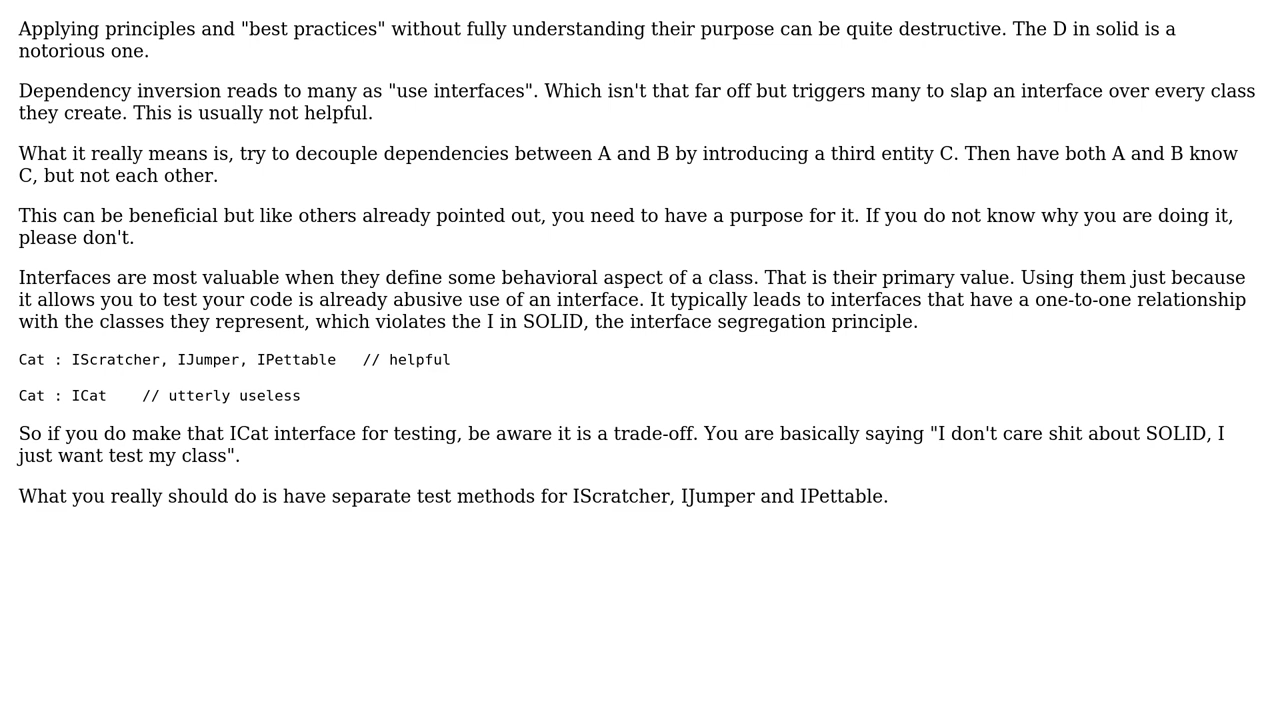 Applying principles and "best practices" without fully understanding their purpose can be quite destructive. The D in solid is a
notorious one.
Dependency inversion reads to many as "use interfaces". Which isn't that far off but triggers many to slap an interface over every class
they create. This is usually not helpful.
What it really means is, try to decouple dependencies between A and B by introducing a third entity C. Then have both A and B know
C, but not each other.
This can be beneficial but like others already pointed out, you need to have a purpose for it. If you do not know why you are doing it,
please don't.
Interfaces are most valuable when they define some behavioral aspect of a class. That is their primary value. Using them just because
it allows you to test your code is already abusive use of an interface. It typically leads to interfaces that have a one-to-one relationship
with the classes they represent, which violates the I in SOLID, the interface segregation principle.
Cat : IScratcher, IJumper, IPettable   // helpful
Cat : ICat    // utterly useless
So if you do make that ICat interface for testing, be aware it is a trade-off. You are basically saying "I don't care shit about SOLID, I
just want test my class".
What you really should do is have separate test methods for IScratcher, IJumper and IPettable.